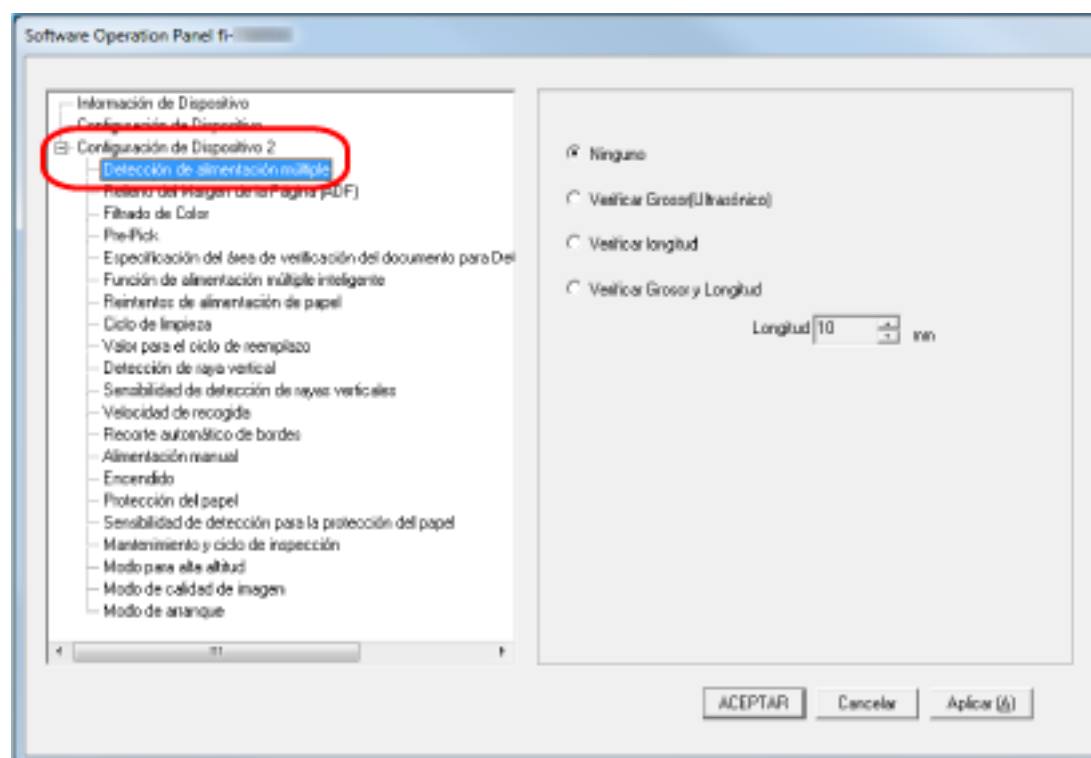 Software Operation Panel fi-
Información de Dispositivo
Configuración de Dispositivo
Configuración de Dispositivo 2
Detección de alimentación múltiple
Relleno del Margen de la Página (ADF)
Filtrado de Color
Pre-Pick
Especificación del área de verificación del documento para Det
Función de alimentación múltiple inteligente
Reintentos de alimentación de papel
Ciclo de limpieza
Valor para el ciclo de reemplazo
Detección de raya vertical
Sensibilidad de detección de rayas verticales
Velocidad de recogida
Recorte automático de bordes
Alimentación manual
Encendido
Protección del papel
Sensibilidad de detección para la protección del papel
Mantenimiento y ciclo de inspección
Modo para alta altitud
Modo de calidad de imagen
Modo de arranque
Ninguno
Verificar Grosor(Ultrasónico)
Verificar longitud
Verificar Grosor y Longitud
Longitud 10 mm
ACEPTAR Cancelar Aplicar (A)